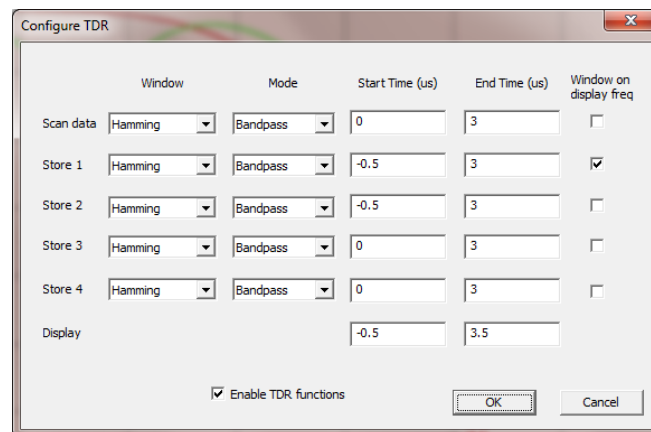 Configure TDR
Window Mode Start Time (us) End Time (us) Window on
display freq
Scan data Hamming Bandpass 0 3
Store 1 Hamming Bandpass -0.5 3
Store 2 Hamming Bandpass -0.5 3
Store 3 Hamming Bandpass 0 3
Store 4 Hamming Bandpass 0 3
Display -0.5 3.5
Enable TDR functions OK Cancel